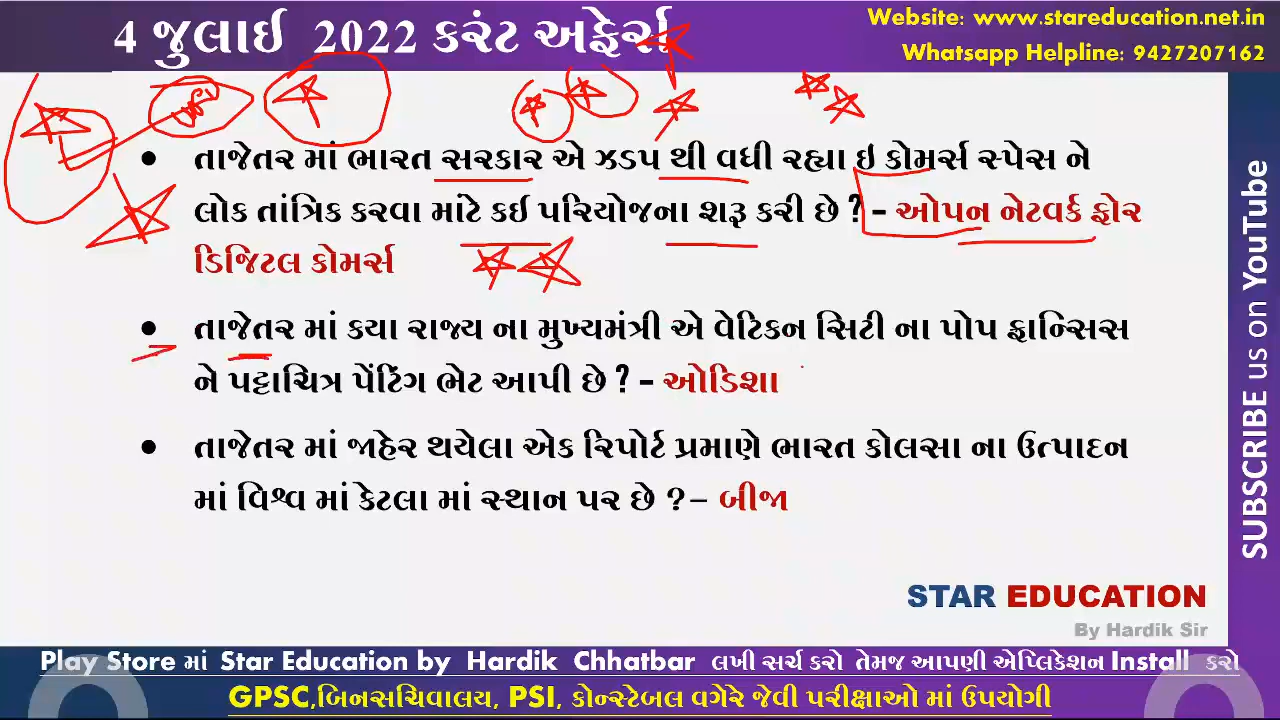 4 જુલાઈ 2022 કરંટ અફેર્સ
Website: www.stareducation.net.in
Whatsapp Helpline: 9427207162
• તાજેતર માં ભારત સરકાર એ ઝડપ થી વધી રહ્યા ઇ કોમર્સ સ્પેસ ને
લોક તાંત્રિક કરવા માટે કઇ પરિયોજના શરૂ કરી છે ? - ઓપન નેટવર્ક ફોર
ડિજિટલ કોમર્સ
• તાજેતર માં કયા રાજ્ય ના મુખ્યમંત્રી એ વેટિકન સિટી ના પોપ ફ્રાન્સિસ
ને પટ્ટાચિત્ર પેંટિંગ ભેટ આપી છે ? - ઓડિશા
• તાજેતર માં જાહેર થયેલા એક રિપોર્ટ પ્રમાણે ભારત કોલસા ના ઉત્પાદન
માં વિશ્વ માં કેટલા માં સ્થાન પર છે ? – બીજા
STAR EDUCATION
By Hardik Sir
SUBSCRIBE us on YouTube
Play Store માં Star Education by Hardik Chhatbar લખી સર્ચ કરો તેમજ આપણી એપ્લિકેશન Install કરો
GPSC,બિનસચિવાલય, PSI, કોન્સ્ટેબલ વગેરે જેવી પરીક્ષાઓ માં ઉપયોગી